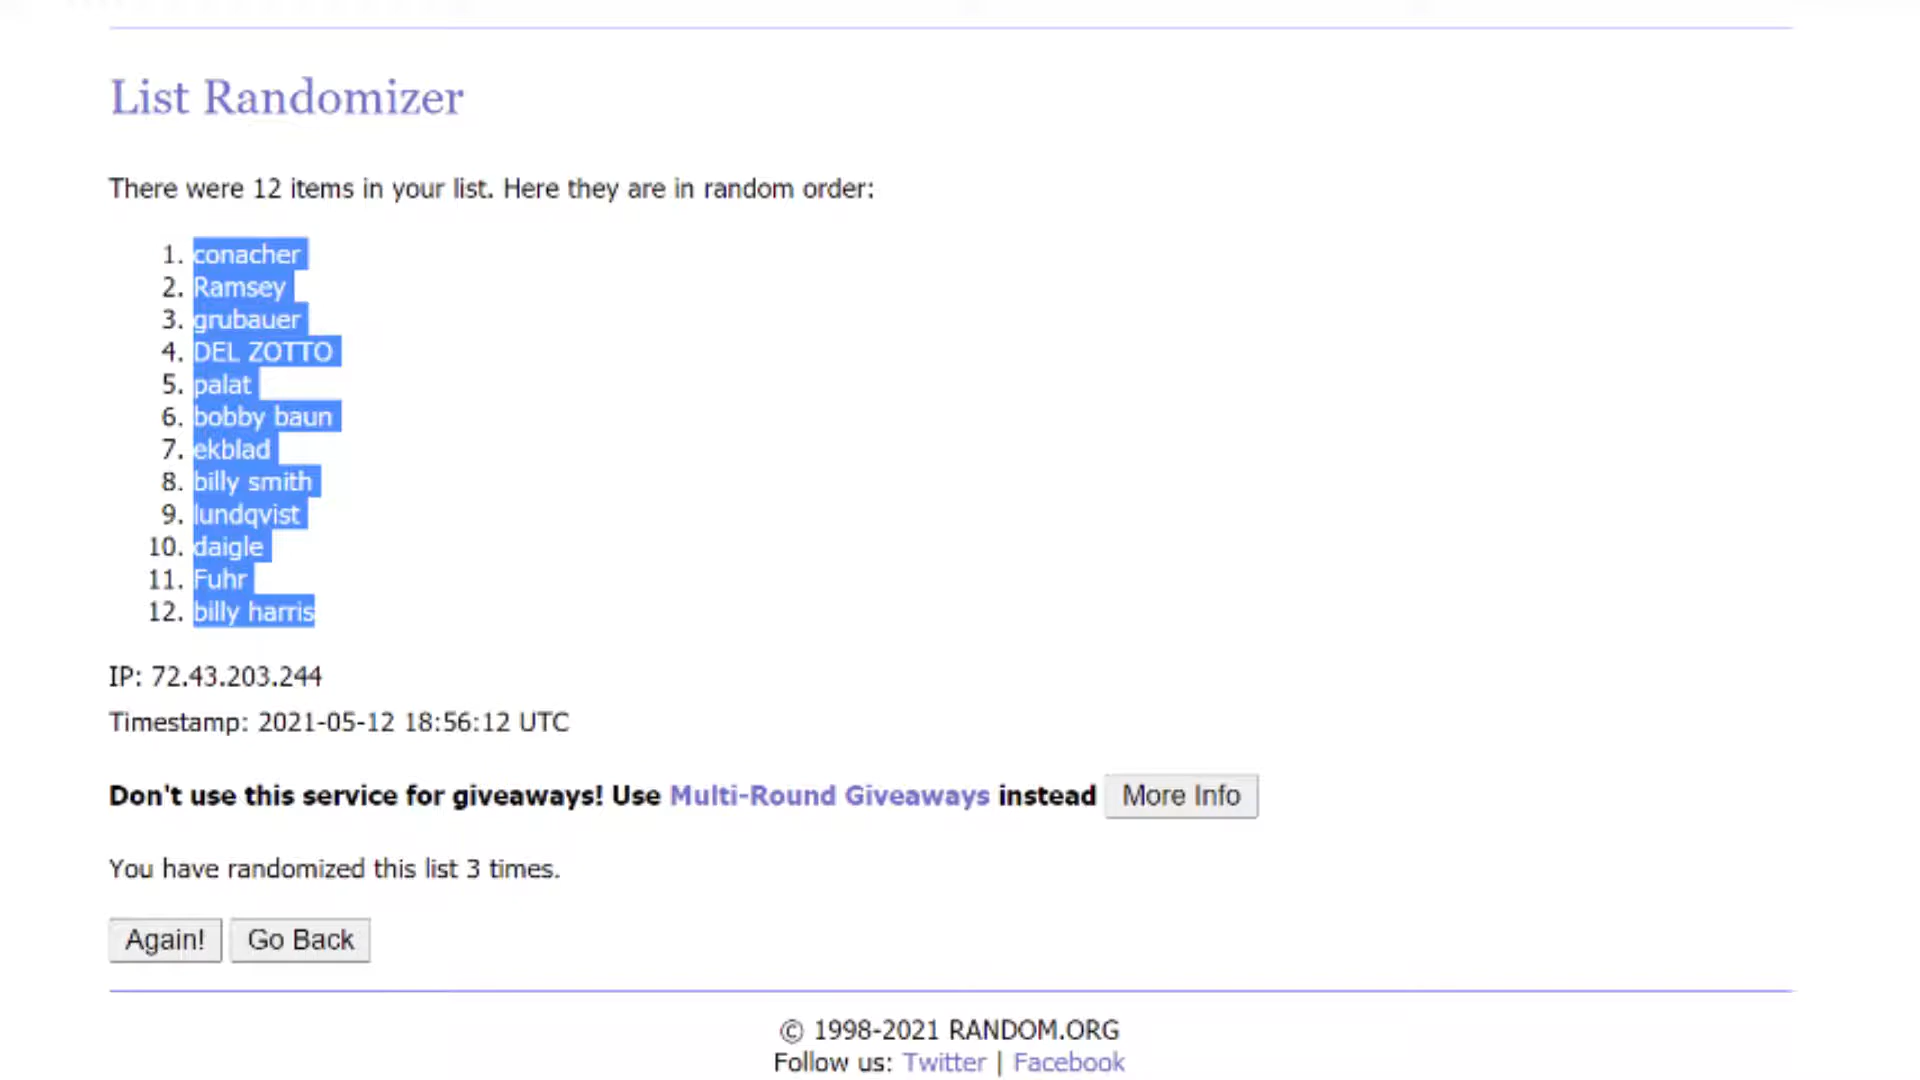 List Randomizer
There were 12 items in your list. Here they are in random order:
1. conacher
2. Ramsey
3. grubauer
4. DEL ZOTTO
5. palat
6. bobby baun
7. ekblad
8. billy smith
9. lundqvist
10. daigle
11. Fuhr
12. billy harris
IP: 72.43.203.244
Timestamp: 2021-05-12 18:56:12 UTC
Don't use this service for giveaways! Use Multi-Round Giveaways instead More Info
You have randomized this list 3 times.
Again! Go Back
© 1998-2021 RANDOM.ORG
Follow us: Twitter | Facebook